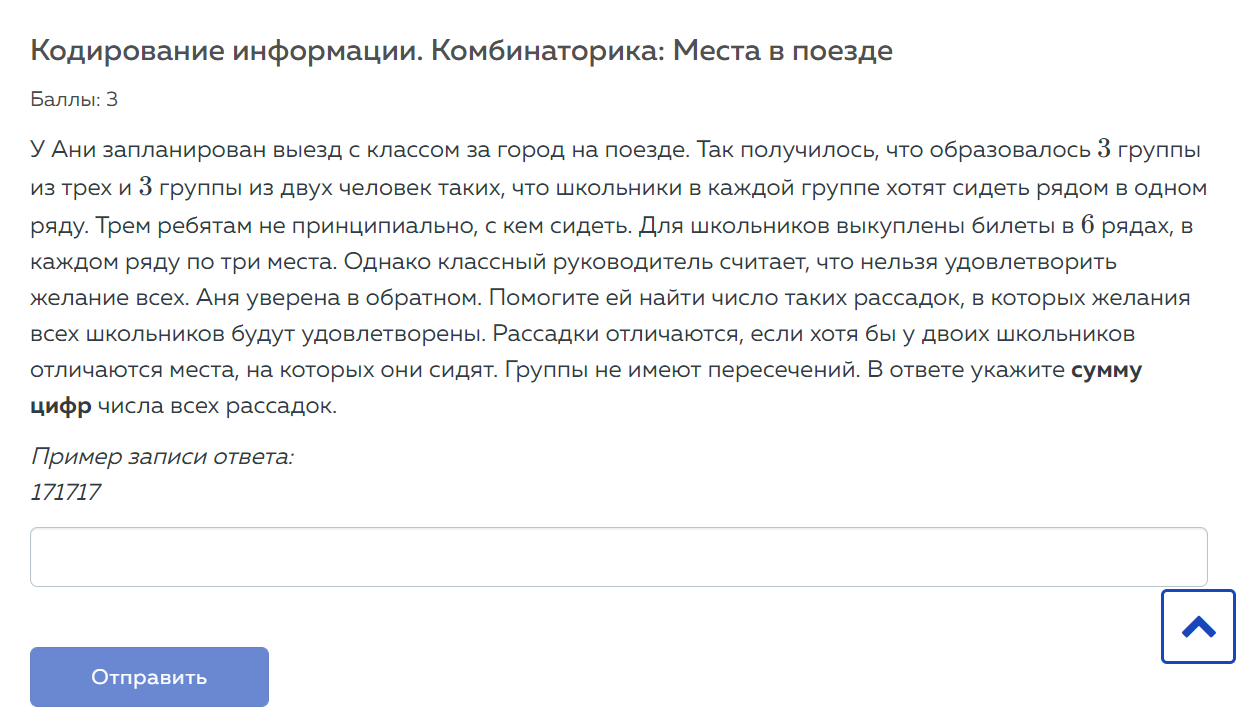 Кодирование информации. Комбинаторика: Места в поезде
Баллы: 3
У Ани запланирован выезд с классом за город на поезде. Так получилось, что образовалось 3 группы
из трех и 3 группы из двух человек таких, что школьники в каждой группе хотят сидеть рядом в одном
ряду. Трем ребятам не принципиально, с кем сидеть. Для школьников выкуплены билеты в 6 рядах, в
каждом ряду по три места. Однако классный руководитель считает, что нельзя удовлетворить
желание всех. Аня уверена в обратном. Помогите ей найти число таких рассадок, в которых желания
всех школьников будут удовлетворены. Рассадки отличаются, если хотя бы у двоих школьников
отличаются места, на которых они сидят. Группы не имеют пересечений. В ответе укажите сумму
цифр числа всех рассадок.
Пример записи ответа:
171717
Отправить